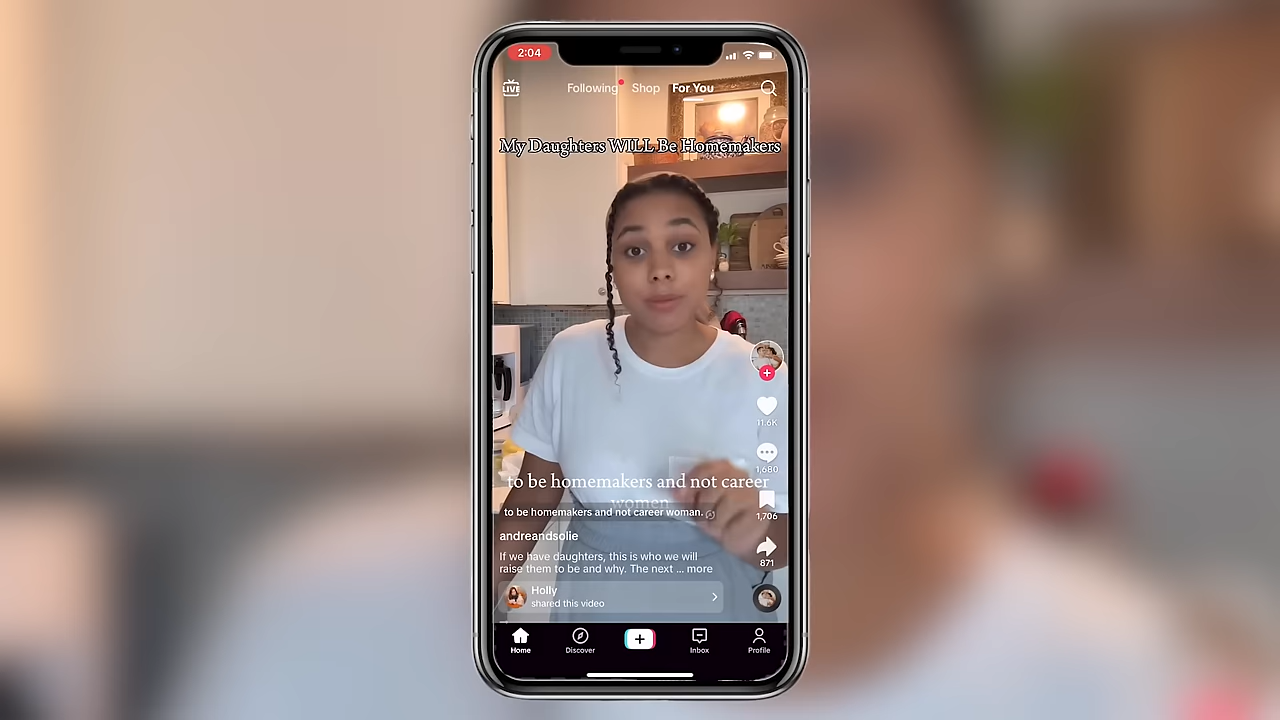 2:04
LIVE
Following Shop For You
My Daughters WILL Be Homemakers
11.6K
1,680
1,706
871
to be homemakers and not career
women
to be homemakers and not career woman.
andreandsolie
If we have daughters, this is who we will
raise them to be and why. The next ... more
Holly
shared this video
Home Discover Inbox Profile